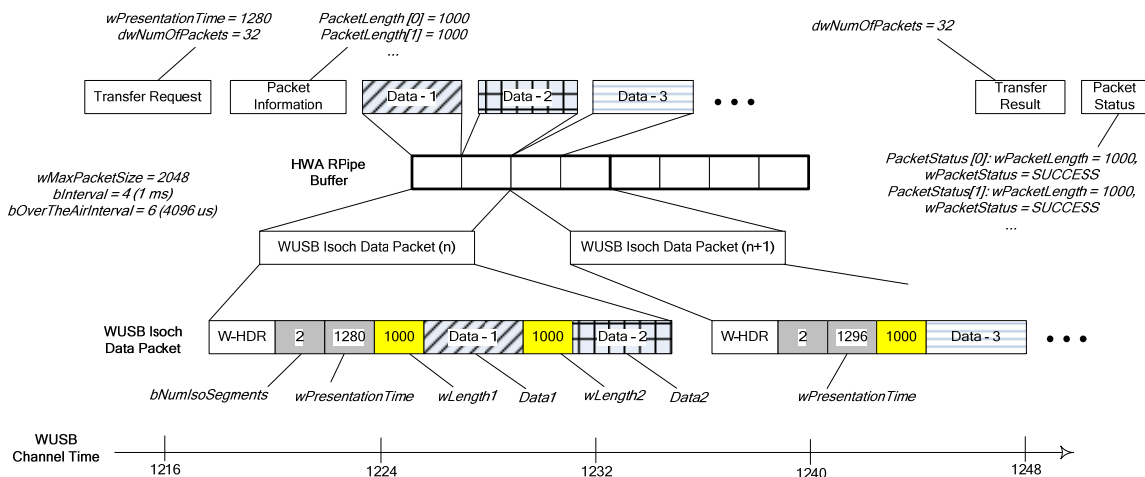 wPresentationTime = 1280
dwNumOfPackets = 32
PacketLength [0] = 1000
PacketLength[1] = 1000
...
dwNumOfPackets = 32
Transfer Request
Packet
Information
Data - 1
Data - 2
Data - 3
Transfer
Result
Packet
Status
HWA RPipe
Buffer
wMaxPacketSize = 2048
bInterval = 4 (1 ms)
bOverTheAirInterval = 6 (4096 us)
PacketStatus [0]: wPacketLength = 1000,
wPacketStatus = SUCCESS
PacketStatus[1]: wPacketLength = 1000,
wPacketStatus = SUCCESS
...
WUSB Isoch Data Packet (n)
WUSB Isoch Data Packet (n+1)
WUSB Isoch
Data Packet
W-HDR
2
1280
1000
Data - 1
1000
Data - 2
W-HDR
2
1296
1000
Data - 3
bNumIsoSegments
wPresentationTime
wLength1
Data1
wLength2
Data2
wPresentationTime
WUSB
Channel Time
1216
1224
1232
1240
1248